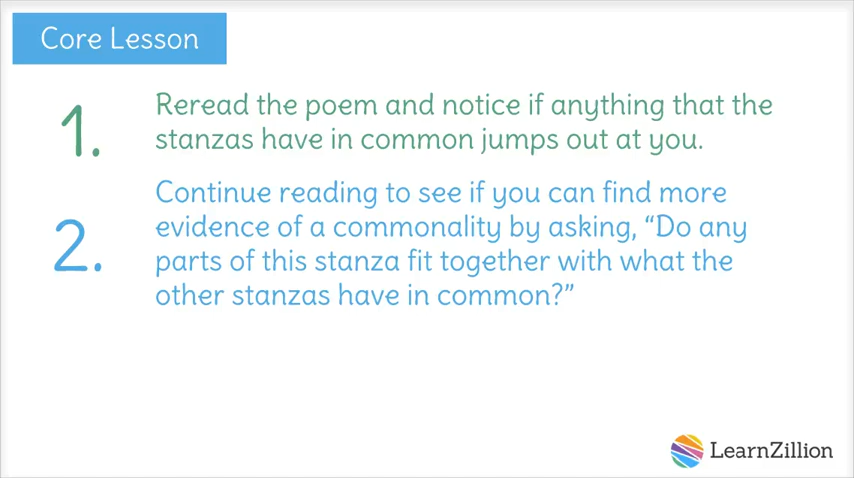 Core Lesson
1.
Reread the poem and notice if anything that the
stanzas have in common jumps out at you.
2.
Continue reading to see if you can find more
evidence of a commonality by asking, “Do any
parts of this stanza fit together with what the
other stanzas have in common?”
LearnZillion